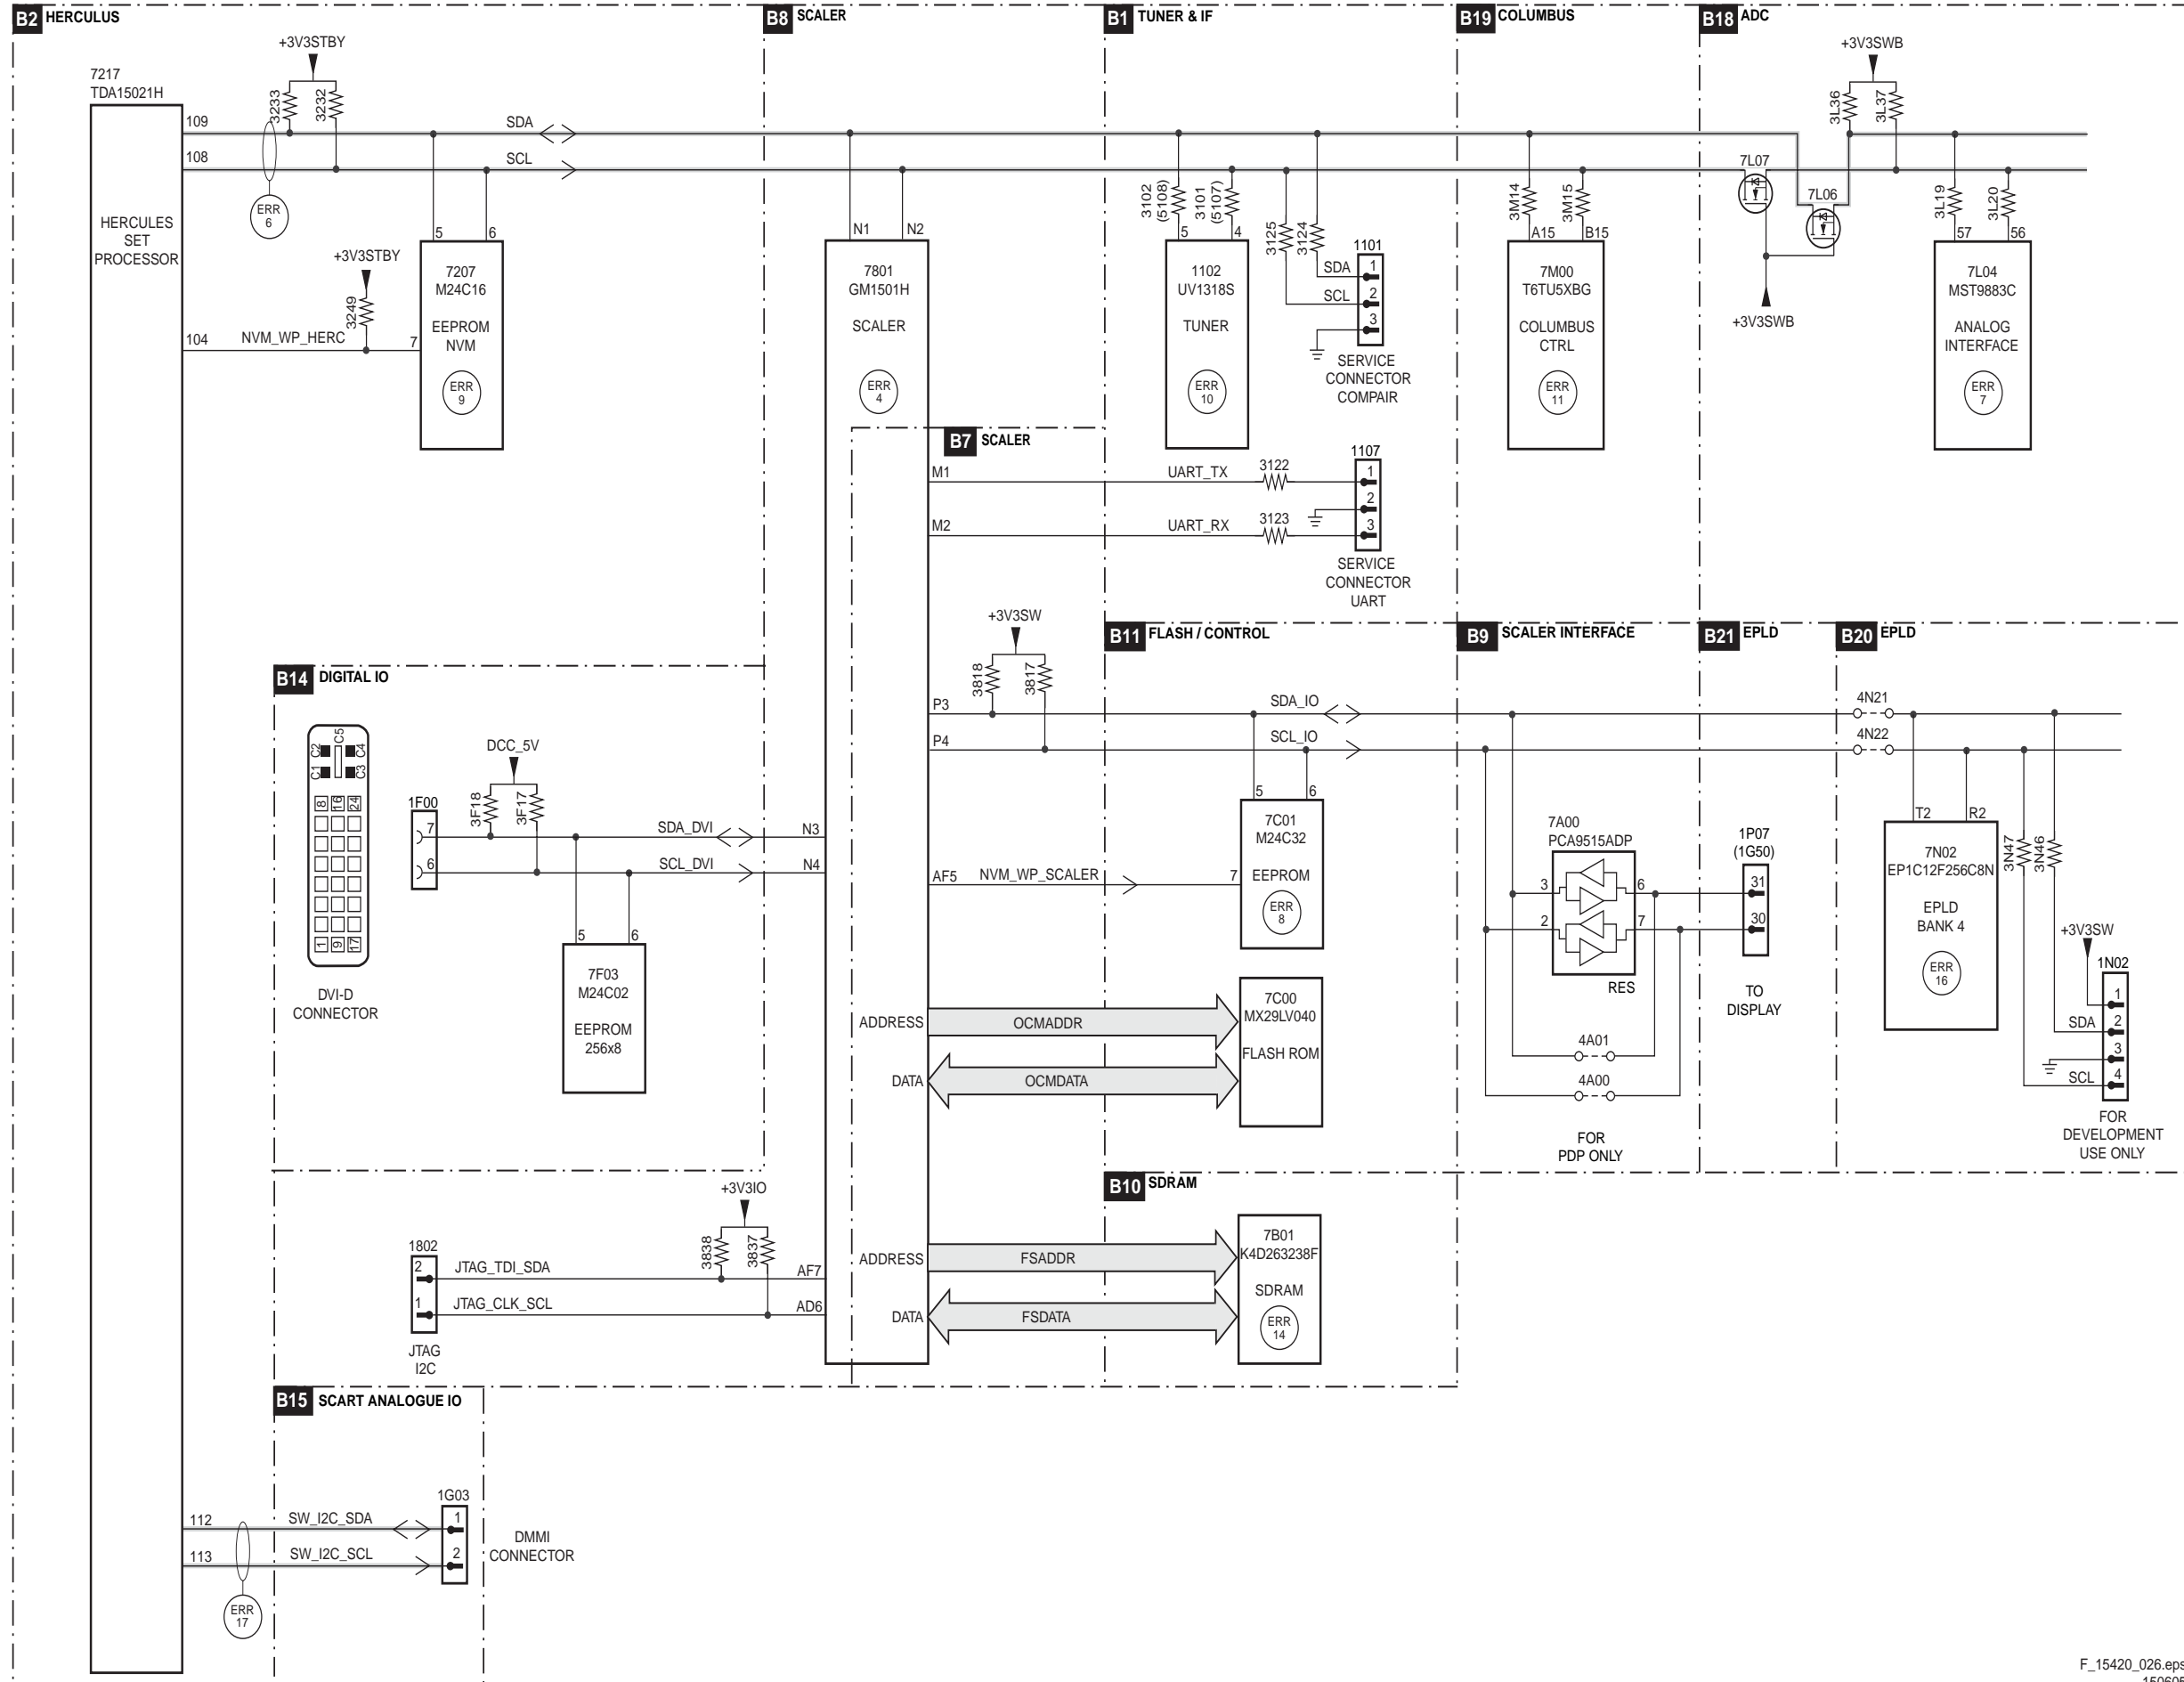 B2 HERCULUS
B8 SCALER
B1 TUNER & IF
B19 COLUMBUS
B18 ADC
+3V3STBY
+3V3SWB
7217
TDA15021H
3233
3232
3L36
3L37
109
SDA
108
SCL
7L07
7L06
ERR
6
HERCULES
SET
PROCESSOR
3102
(5108)
3101
(5107)
3125
3124
3M14
3M15
3L19
3L20
5
6
N1
N2
5
4
A15
B15
57
56
+3V3STBY
3249
104
NVM_WP_HERC
7
7207
M24C16
EEPROM
NVM
ERR
9
7801
GM1501H
SCALER
ERR
4
1102
UV1318S
TUNER
ERR
10
1101
SDA
1
SCL
2
3
SERVICE
CONNECTOR
COMPAIR
7M00
T6TU5XBG
COLUMBUS
CTRL
ERR
11
+3V3SWB
7L04
MST9883C
ANALOG
INTERFACE
ERR
7
B7 SCALER
M1
UART_TX
3122
1107
1
2
M2
UART_RX
3123
3
SERVICE
CONNECTOR
UART
+3V3SW
B11 FLASH / CONTROL
B9 SCALER INTERFACE
B21 EPLD
B20 EPLD
B14 DIGITAL IO
3818
3817
P3
SDA_IO
4N21
P4
SCL_IO
4N22
C2
C5
C4
C1
C3
8
16
24
1
9
17
DVI-D
CONNECTOR
DCC_5V
1F00
3F18
3F17
7
SDA_DVI
N3
6
SCL_DVI
N4
5
6
7F03
M24C02
EEPROM
256x8
5
6
7C01
M24C32
AF5
NVM_WP_SCALER
7
EEPROM
ERR
8
7A00
PCA9515ADP
3
6
2
7
RES
1P07
(1G50)
31
30
TO
DISPLAY
T2
R2
7N02
EP1C12F256C8N
EPLD
BANK 4
ERR
16
3N47
3N46
+3V3SW
1N02
1
SDA
2
3
SCL
4
FOR
DEVELOPMENT
USE ONLY
ADDRESS
OCMADDR
DATA
OCMDATA
7C00
MX29LV040
FLASH ROM
4A01
4A00
FOR
PDP ONLY
B10 SDRAM
+3V3IO
3838
3837
1802
2
JTAG_TDI_SDA
AF7
1
JTAG_CLK_SCL
AD6
JTAG
I2C
ADDRESS
FSADDR
DATA
FSDATA
7B01
K4D263238F
SDRAM
ERR
14
B15 SCART ANALOGUE IO
1G03
112
SW_I2C_SDA
1
113
SW_I2C_SCL
2
DMMI
CONNECTOR
ERR
17
F_15420_026.eps